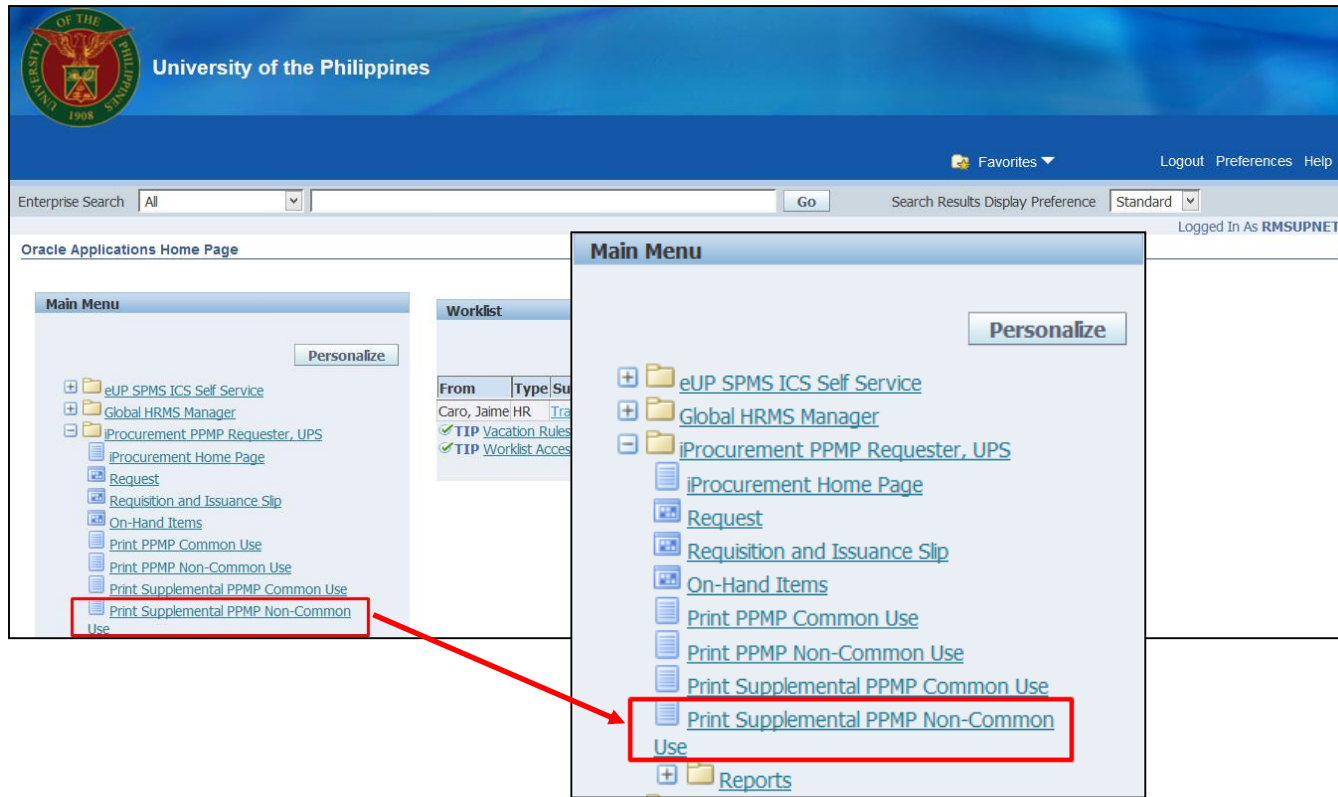 UNIVERSITY OF THE PHILIPPINES
1908
University of the Philippines
Favorites
Logout Preferences Help
Enterprise Search All Go Search Results Display Preference Standard
Logged In As RMSUPNET
Oracle Applications Home Page
Main Menu
Personalize
eUP SPMS ICS Self Service
Global HRMS Manager
iProcurement PPMP Requester, UPS
iProcurement Home Page
Request
Requisition and Issuance Slip
On-Hand Items
Print PPMP Common Use
Print PPMP Non-Common Use
Print Supplemental PPMP Common Use
Print Supplemental PPMP Non-Common
Use
Worklist
From Type Su
Caro, Jaime HR Tra
TIP Vacation Rules
TIP Worklist Acces
Main Menu
Personalize
eUP SPMS ICS Self Service
Global HRMS Manager
iProcurement PPMP Requester, UPS
iProcurement Home Page
Request
Requisition and Issuance Slip
On-Hand Items
Print PPMP Common Use
Print PPMP Non-Common Use
Print Supplemental PPMP Common Use
Print Supplemental PPMP Non-Common
Use
Reports